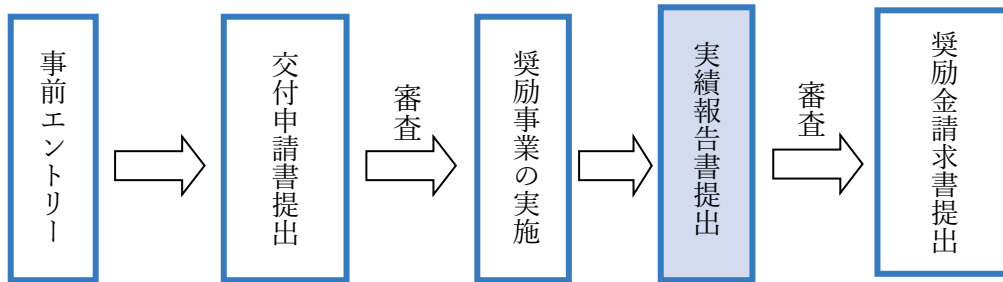 事前エントリー
交付申請書提出
審査
奨励事業の実施
実績報告書提出
審査
奨励金請求書提出